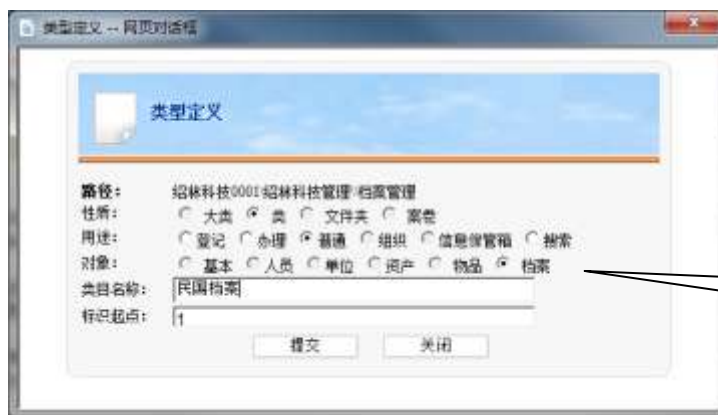 类型定义 -- 网页对话框
类型定义
路径： 绍林科技0001\绍林科技管理\档案管理
性质： 大类 类 文件夹 案卷
用途： 登记 办理 普通 组织 信息保管箱 搜索
对象： 基本 人员 单位 资产 物品 档案
类目名称： 民国档案
标识起点： 1
提交 关闭